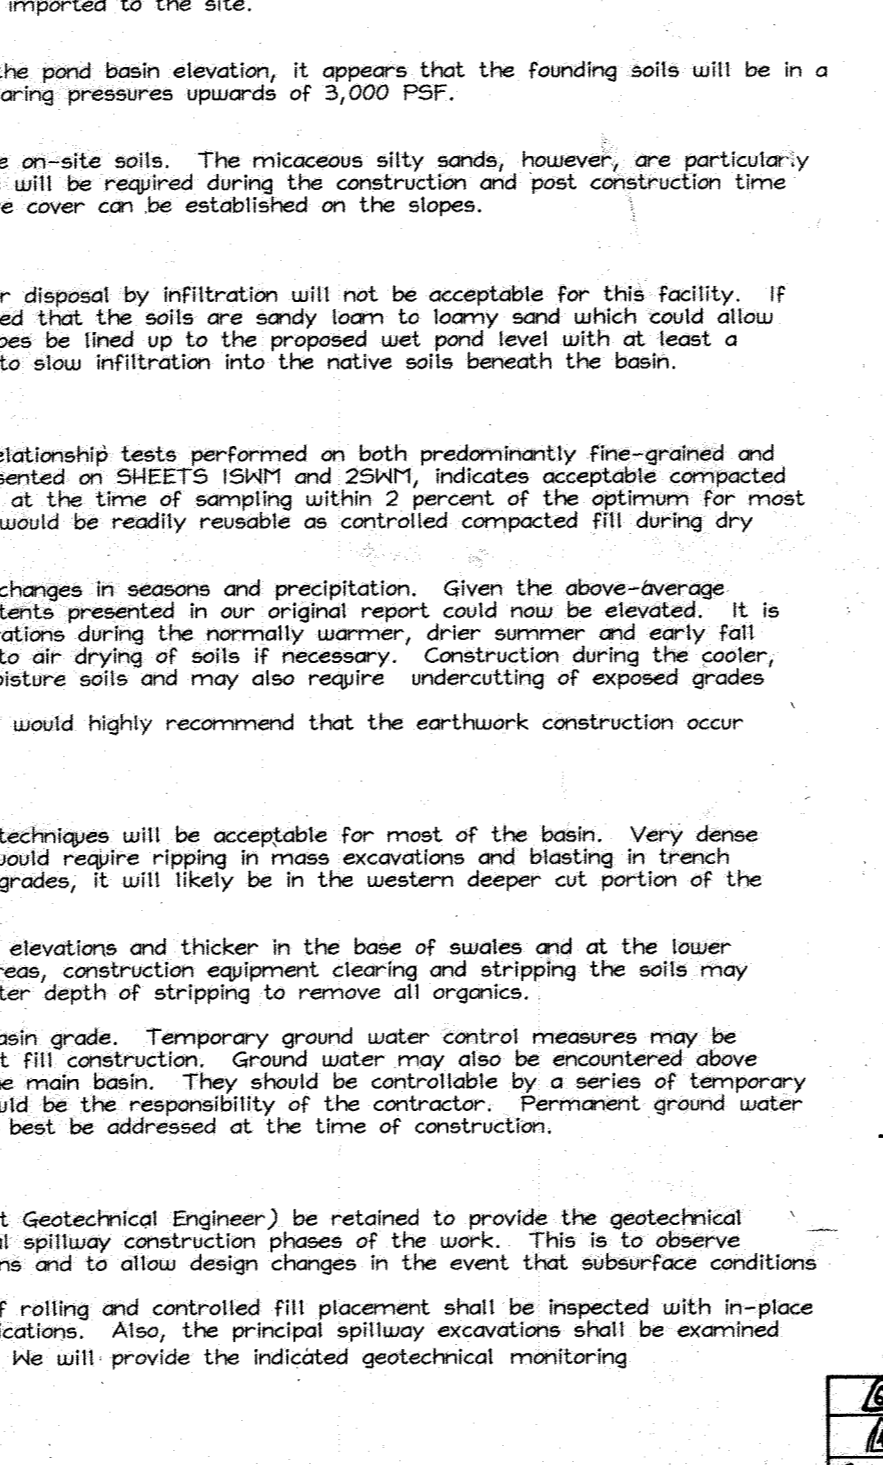 imported to the site.
the pond basin elevation, it appears that the founding soils will be in a
aring pressures upwards of 3,000 PSF.
e on-site soils. The micaceous silty sands, however, are particularly
will be required during the construction and post construction time
e cover can be established on the slopes.
r disposal by infiltration will not be acceptable for this facility. If
ed that the soils are sandy loam to loamy sand which could allow
pes be lined up to the proposed wet pond level with at least a
to slow infiltration into the native soils beneath the basin.
elationship tests performed on both predominantly fine-grained and
sented on SHEETS 1SWM and 2SWM, indicates acceptable compacted
at the time of sampling within 2 percent of the optimum for most
would be readily reusable as controlled compacted fill during dry
changes in seasons and precipitation. Given the above-average
tents presented in our original report could now be elevated. It is
ations during the normally warmer, drier summer and early fall
to air drying of soils if necessary. Construction during the cooler,
oisture soils and may also require undercutting of exposed grades
would highly recommend that the earthwork construction occur
techniques will be acceptable for most of the basin. Very dense
would require ripping in mass excavations and blasting in trench
grades, it will likely be in the western deeper cut portion of the
elevations and thicker in the base of swales and at the lower
reas, construction equipment clearing and stripping the soils may
ter depth of stripping to remove all organics.
asin grade. Temporary ground water control measures may be
t fill construction. Ground water may also be encountered above
e main basin. They should be controllable by a series of temporary
uld be the responsibility of the contractor. Permanent ground water
best be addressed at the time of construction.
t Geotechnical Engineer) be retained to provide the geotechnical
l spillway construction phases of the work. This is to observe
ns and to allow design changes in the event that subsurface conditions
f rolling and controlled fill placement shall be inspected with in-place
ications. Also, the principal spillway excavations shall be examined
We will provide the indicated geotechnical monitoring